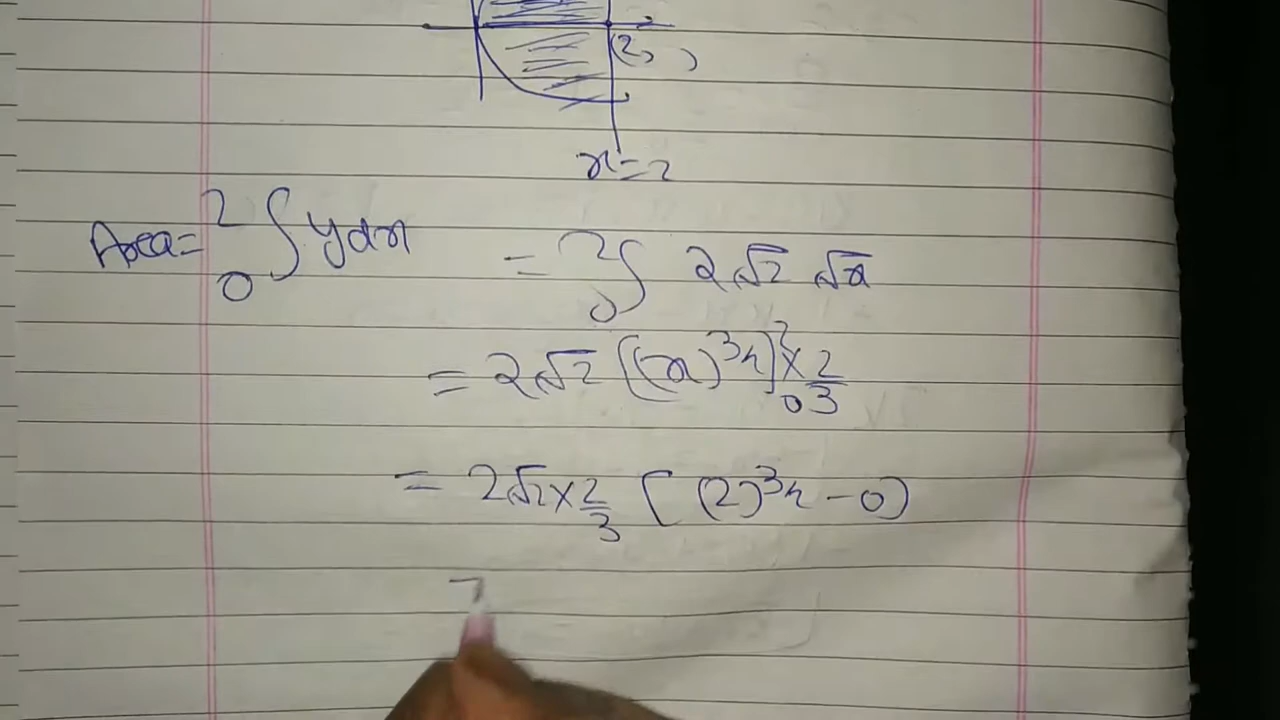 (2, )
x=2
Area= ₀²∫ydx = ₀²∫ 2√2 √x
= 2√2 [(x)^3/2]₀² × 2/3
= 2√2 × 2/3 [(2)^3/2 - 0)
=